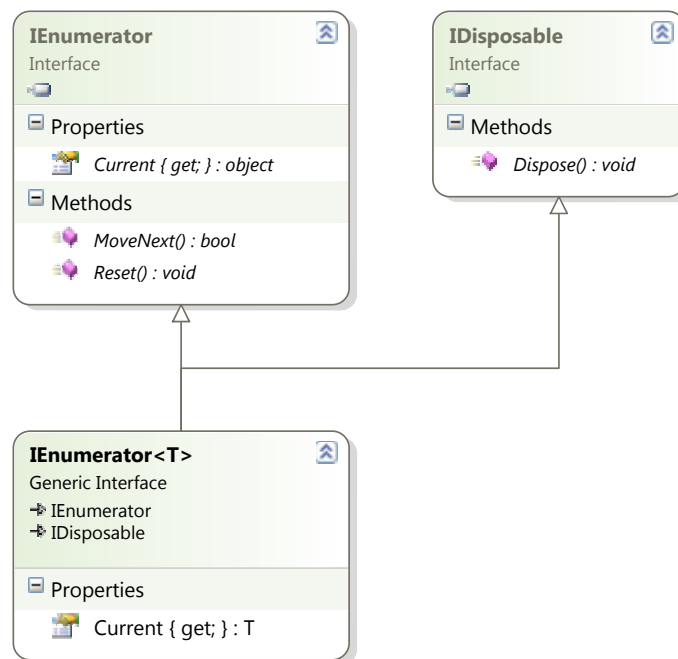 IEnumerator
Interface
Properties
Current { get; } : object
Methods
MoveNext() : bool
Reset() : void
IDisposable
Interface
Methods
Dispose() : void
IEnumerator<T>
Generic Interface
IEnumerator
IDisposable
Properties
Current { get; } : T